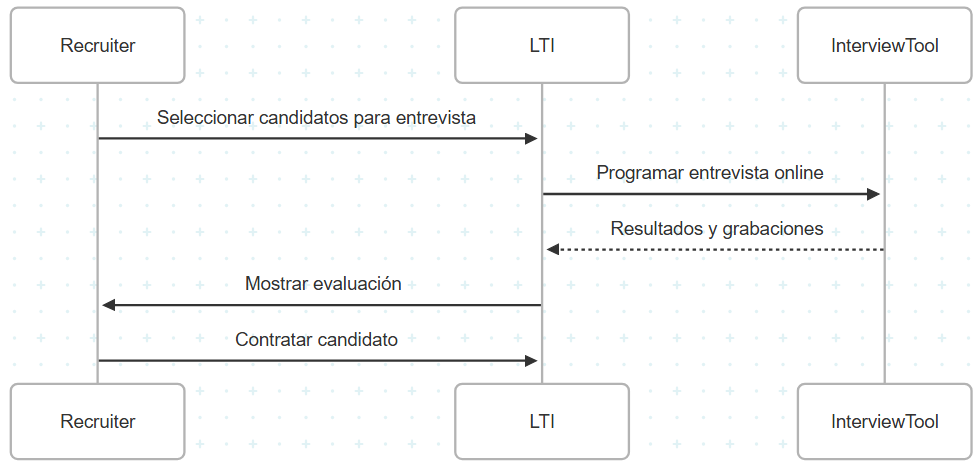 Recruiter
LTI
InterviewTool
Seleccionar candidatos para entrevista
Programar entrevista online
Resultados y grabaciones
Mostrar evaluación
Contratar candidato
Recruiter
LTI
InterviewTool